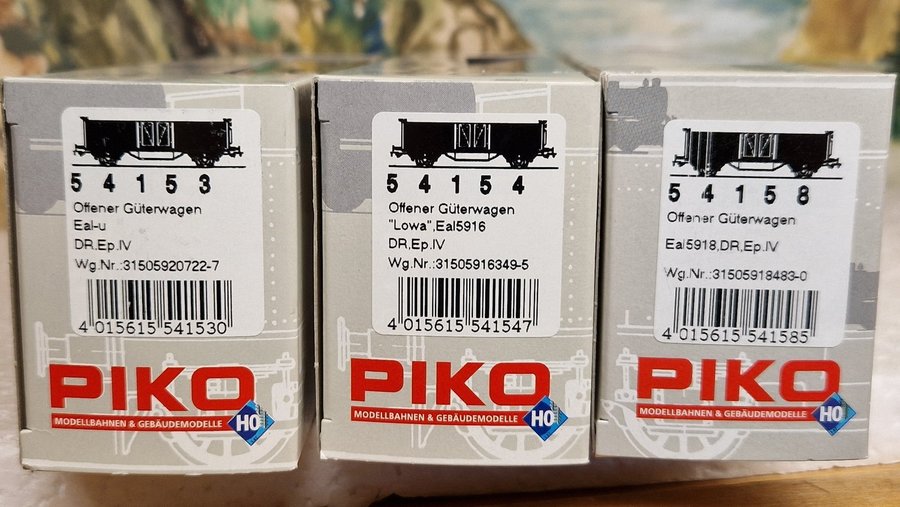 54153
Offener Güterwagen
Eal-u
DR,Ep.IV
Wg.Nr.:31505920722-7
4 015615 541530
PIKO
MODELLBAHNEN & GEBÄUDEMODELLE
H0
54154
Offener Güterwagen
"Lowa",Eal5916
DR,Ep.IV
Wg.Nr.:31505916349-5
4 015615 541547
PIKO
MODELLBAHNEN & GEBÄUDEMODELLE
H0
54158
Offener Güterwagen
Eal5918,DR,Ep.IV
Wg.Nr.:31505918483-0
4 015615 541585
PIKO
MODELLBAHNEN & GEBÄUDEMODELLE
H0